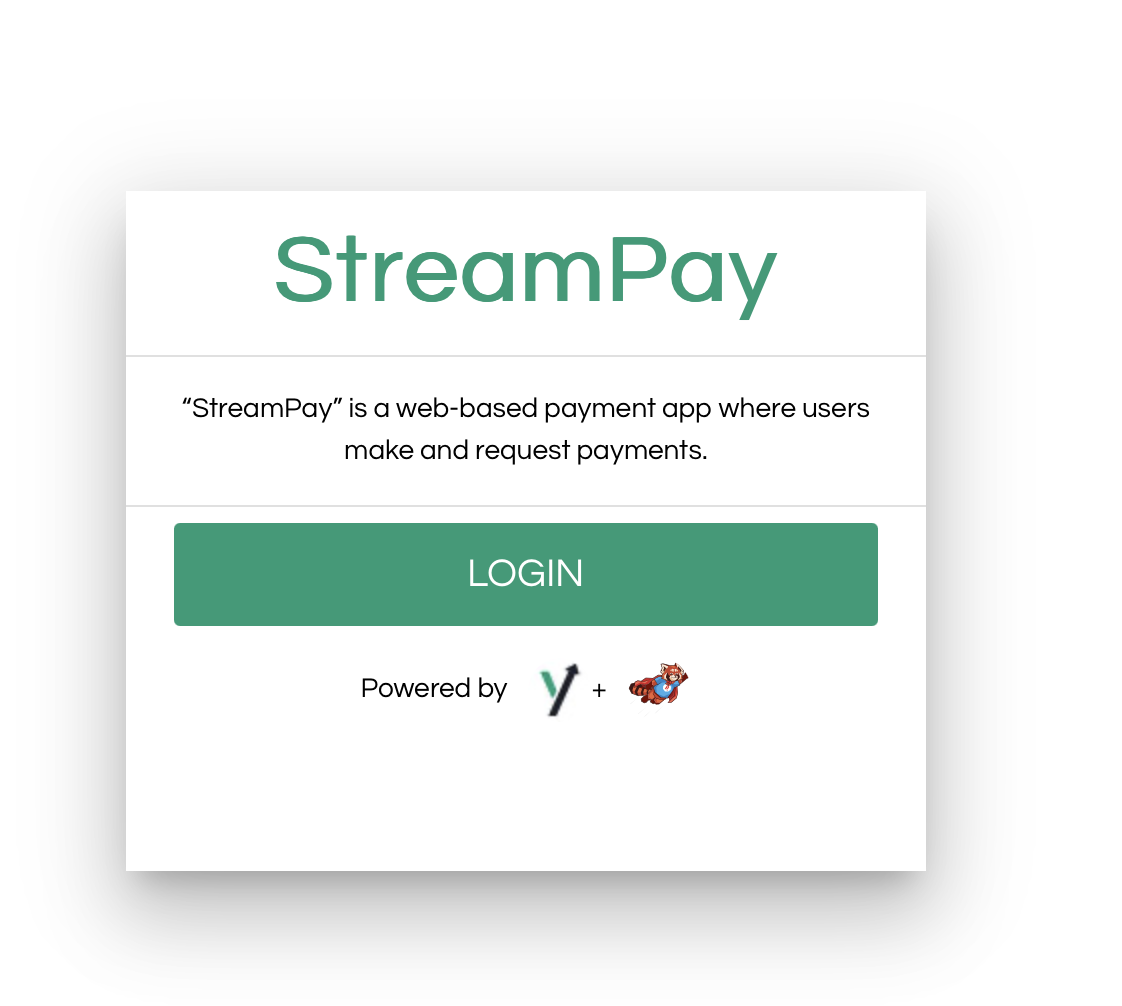 StreamPay
“StreamPay” is a web-based payment app where users
make and request payments.
LOGIN
Powered by +